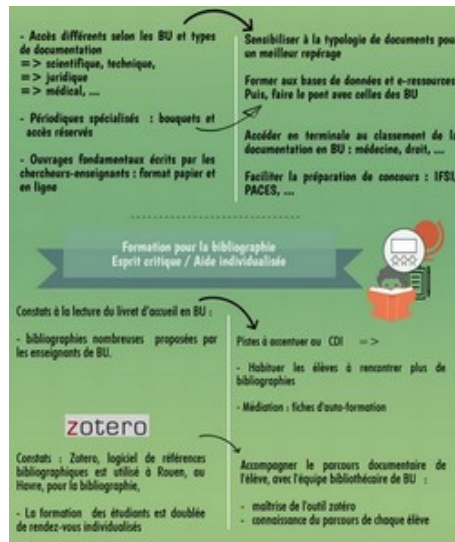 - Accès différents selon les BU et types
de documentation
=> scientifique, technique,
=> juridique
=> médical, ...
- Périodiques spécialisés : bouquets et
accès réservés
- Ouvrages fondamentaux écrits par les
chercheurs-enseignants : format papier et
en ligne
Sensibiliser à la typologie de documents pour
un meilleur repérage
Former aux bases de données et e-ressources
Puis, faire le pont avec celles des BU
Accéder en terminale au classement de la
documentation en BU : médecine, droit, ...
Faciliter la préparation de concours : IFSI,
PACES, ...
Formation pour la bibliographie
Esprit critique / Aide individualisée
Constats à la lecture du livret d'accueil en BU :
- bibliographies nombreuses proposées par
les enseignants de BU.
Pistes à accentuer au CDI =>
- Habituer les élèves à rencontrer plus de
bibliographies
- Médiation : fiches d'auto-formation
zotero
Constats : Zotero, logiciel de références
bibliographiques est utilisé à Rouen, au
Havre, pour la bibliographie,
- La formation des étudiants est doublée
de rendez-vous individualisés
Accompagner le parcours documentaire de
l'élève, avec l'équipe bibliothécaire de BU :
- maîtrise de l'outil zotéro
- connaissance du parcours de chaque élève